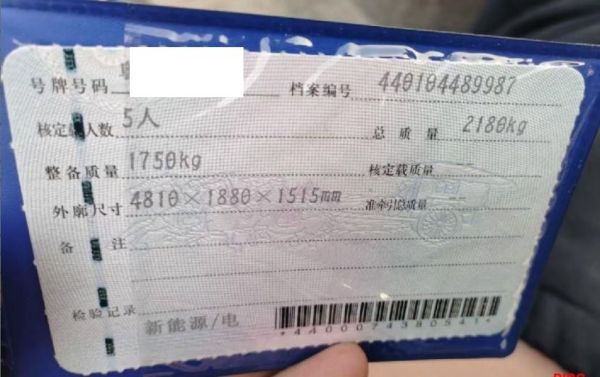 号牌号码 档案编号 440104489987
核定载人数 5人 总质量 2180kg
整备质量 1750kg 核定载质量
外廓尺寸 4810×1880×1515mm 准牵引总质量
备注
检验记录 新能源/电
*4400074380541*